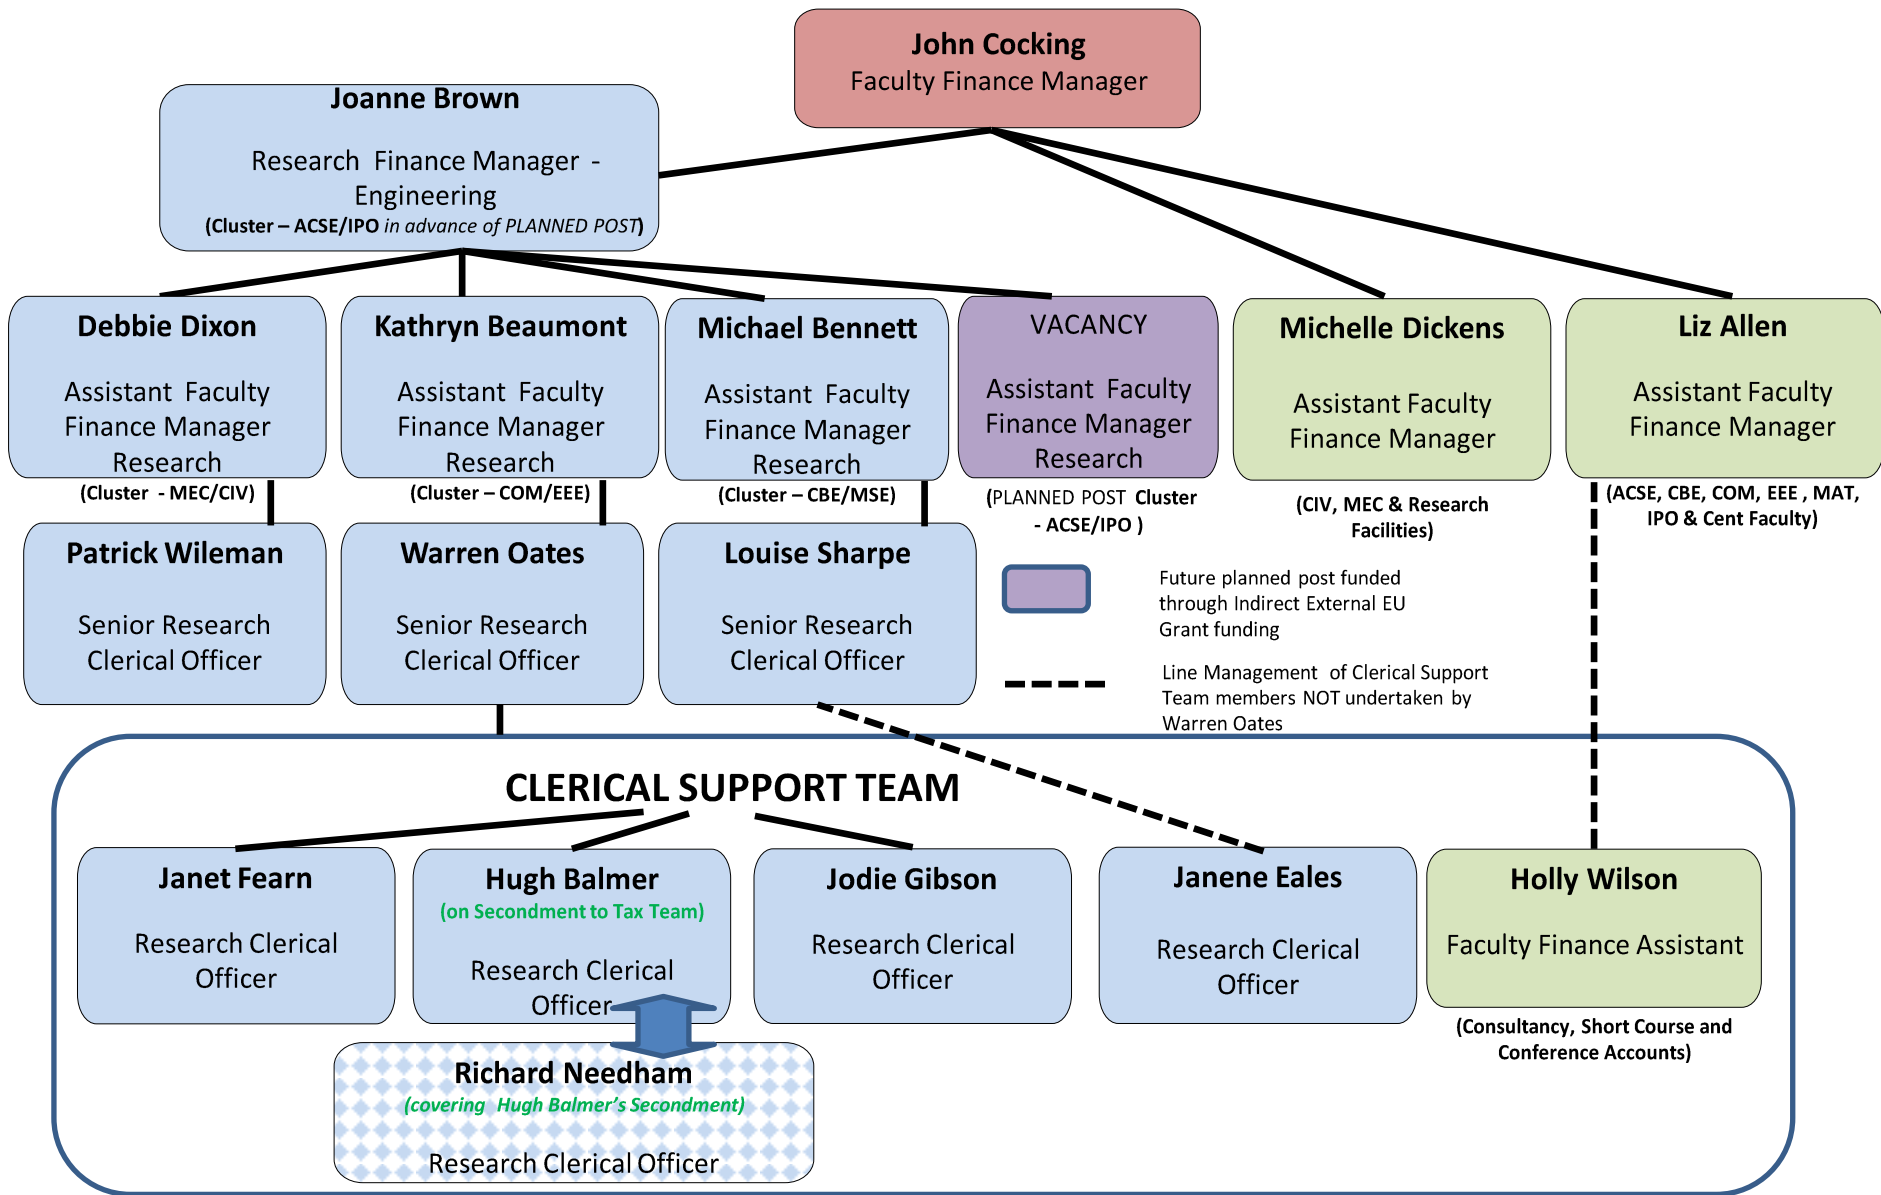 John Cocking
Faculty Finance Manager
Joanne Brown
Research Finance Manager -
Engineering
(Cluster – ACSE/IPO in advance of PLANNED POST)
Debbie Dixon
Assistant Faculty
Finance Manager
Research
(Cluster - MEC/CIV)
Kathryn Beaumont
Assistant Faculty
Finance Manager
Research
(Cluster – COM/EEE)
Michael Bennett
Assistant Faculty
Finance Manager
Research
(Cluster – CBE/MSE)
VACANCY
Assistant Faculty
Finance Manager
Research
(PLANNED POST Cluster
- ACSE/IPO )
Michelle Dickens
Assistant Faculty
Finance Manager
(CIV, MEC & Research
Facilities)
Liz Allen
Assistant Faculty
Finance Manager
(ACSE, CBE, COM, EEE , MAT,
IPO & Cent Faculty)
Patrick Wileman
Senior Research
Clerical Officer
Warren Oates
Senior Research
Clerical Officer
Louise Sharpe
Senior Research
Clerical Officer
Future planned post funded
through Indirect External EU
Grant funding
Line Management of Clerical Support
Team members NOT undertaken by
Warren Oates
CLERICAL SUPPORT TEAM
Janet Fearn
Research Clerical
Officer
Hugh Balmer
(on Secondment to Tax Team)
Research Clerical
Officer
Jodie Gibson
Research Clerical
Officer
Janene Eales
Research Clerical
Officer
Holly Wilson
Faculty Finance Assistant
(Consultancy, Short Course and
Conference Accounts)
Richard Needham
(covering Hugh Balmer's Secondment)
Research Clerical Officer